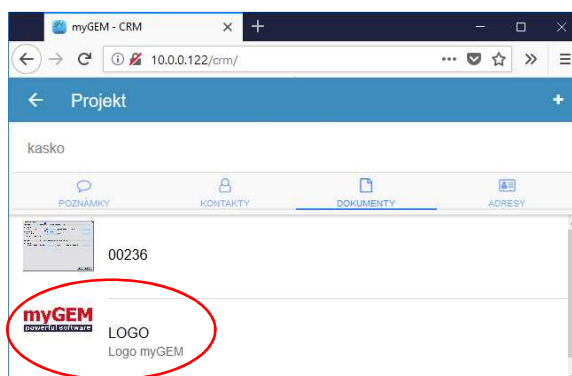 myGEM - CRM
10.0.0.122/crm/
Projekt
kasko
POZNÁMKY KONTAKTY DOKUMENTY ADRESY
00236
myGEM
powerful software
LOGO
Logo myGEM